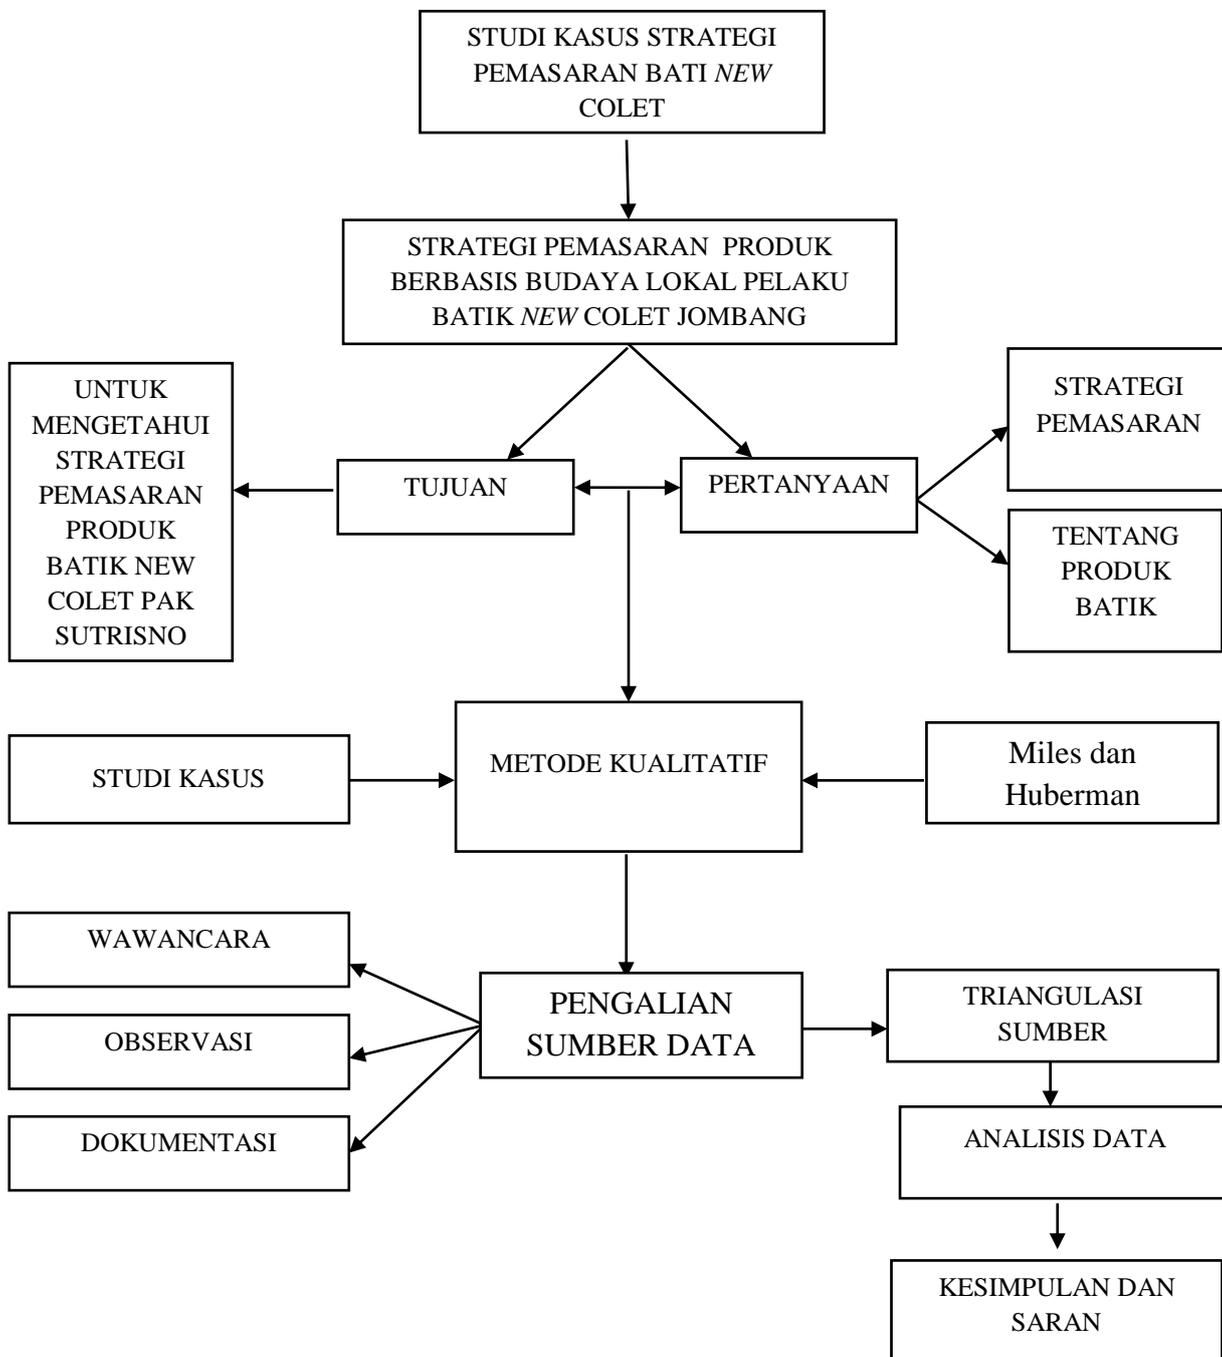 STUDI KASUS STRATEGI
PEMASARAN BATI NEW
COLET
STRATEGI PEMASARAN PRODUK
BERBASIS BUDAYA LOKAL PELAKU
BATIK NEW COLET JOMBANG
UNTUK
MENGETAHUI
STRATEGI
PEMASARAN
PRODUK
BATIK NEW
COLET PAK
SUTRISNO
TUJUAN
PERTANYAAN
STRATEGI
PEMASARAN
TENTANG
PRODUK
BATIK
STUDI KASUS
METODE KUALITATIF
Miles dan
Huberman
WAWANCARA
OBSERVASI
DOKUMENTASI
PENGALIAN
SUMBER DATA
TRIANGULASI
SUMBER
ANALISIS DATA
KESIMPULAN DAN
SARAN